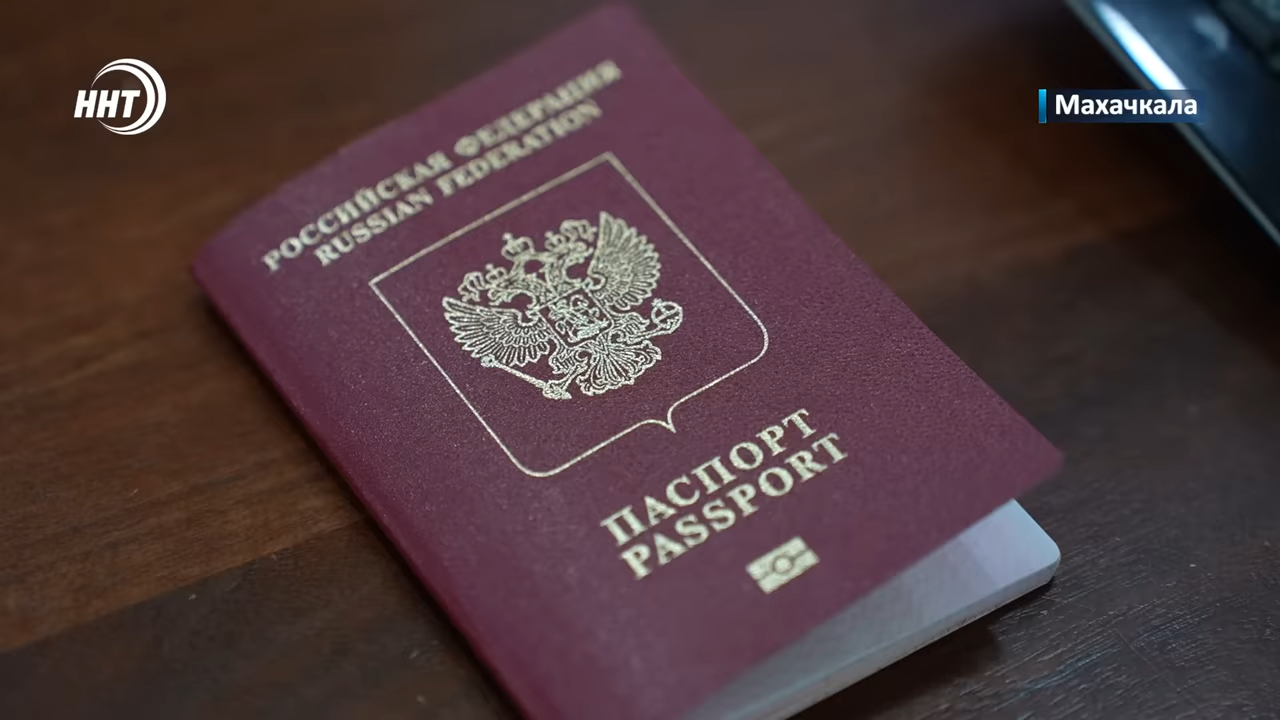 ННТ
Махачкала
РОССИЙСКАЯ ФЕДЕРАЦИЯ
RUSSIAN FEDERATION
ПАСПОРТ
PASSPORT